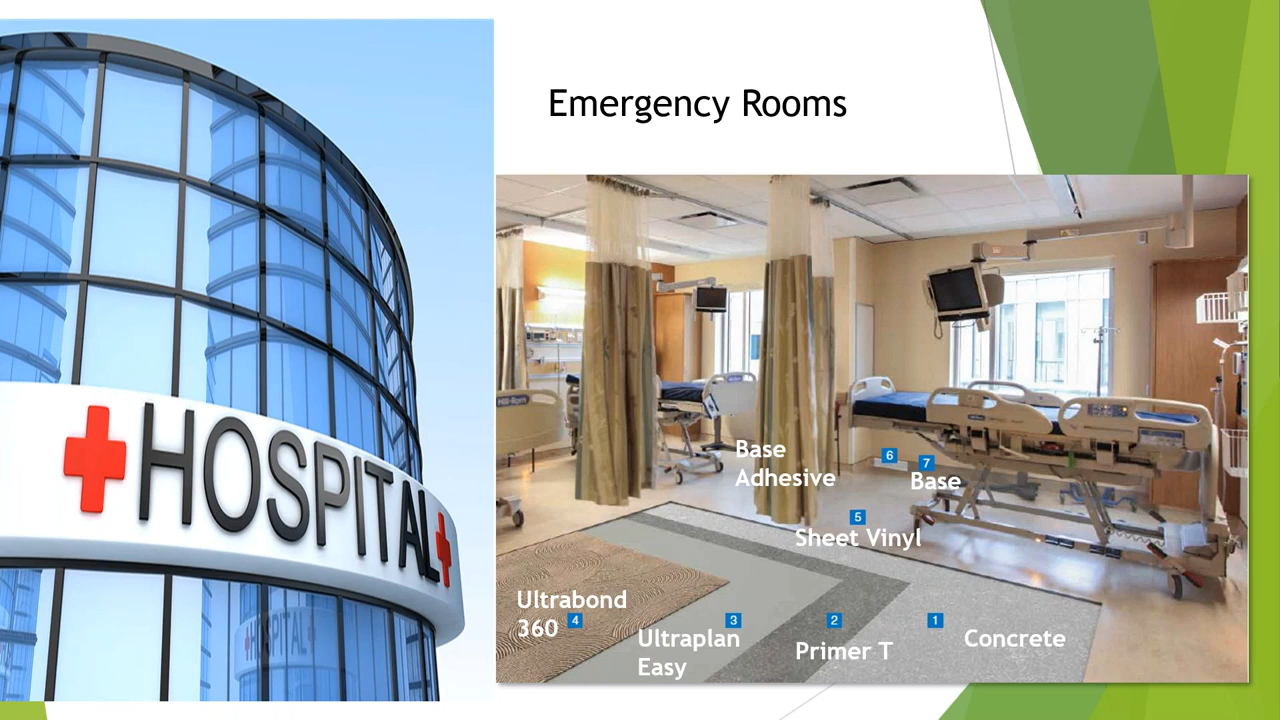 Emergency Rooms
HOSPITAL
Base
Adhesive
6
7
Base
5
Sheet Vinyl
Ultrabond
360
4
3
Ultraplan
Easy
2
Primer T
1
Concrete